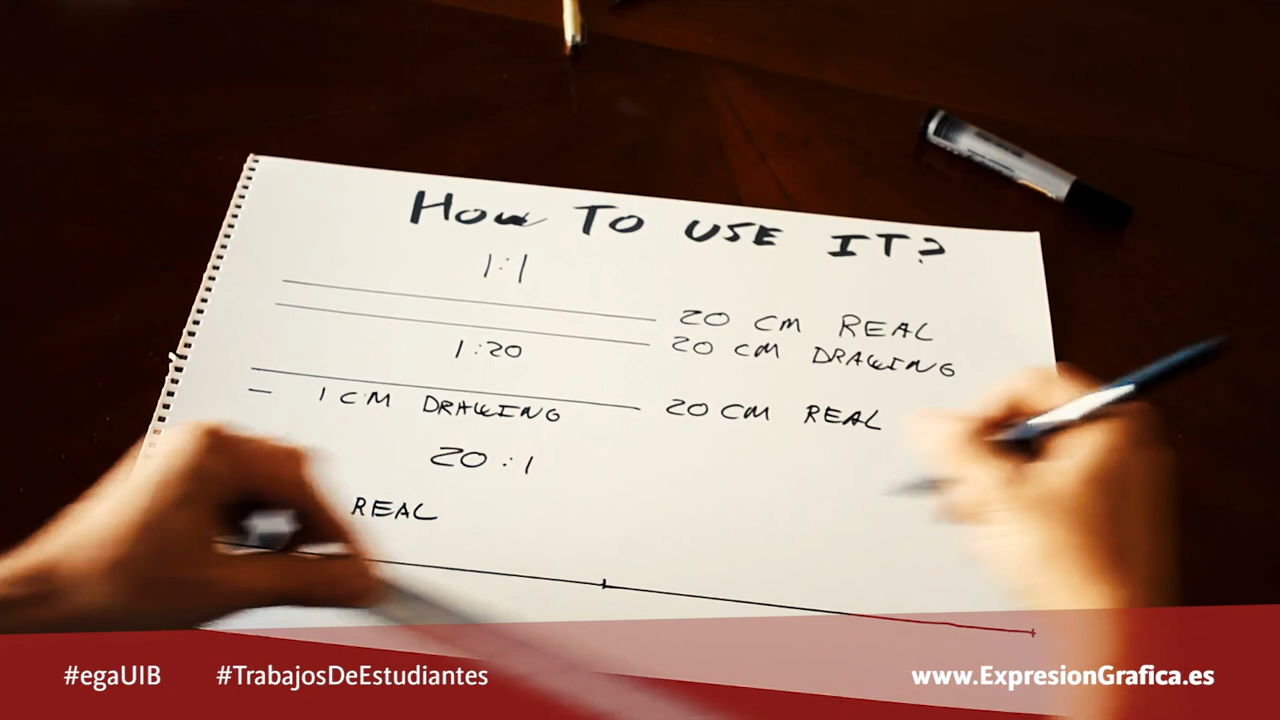 HOW TO USE IT?
1:1
20 CM REAL
20 CM DRAWING
1:20
1 CM DRAWING 20 CM REAL
20:1
REAL
#egaUIB #TrabajosDeEstudiantes www.ExpresionGrafica.es